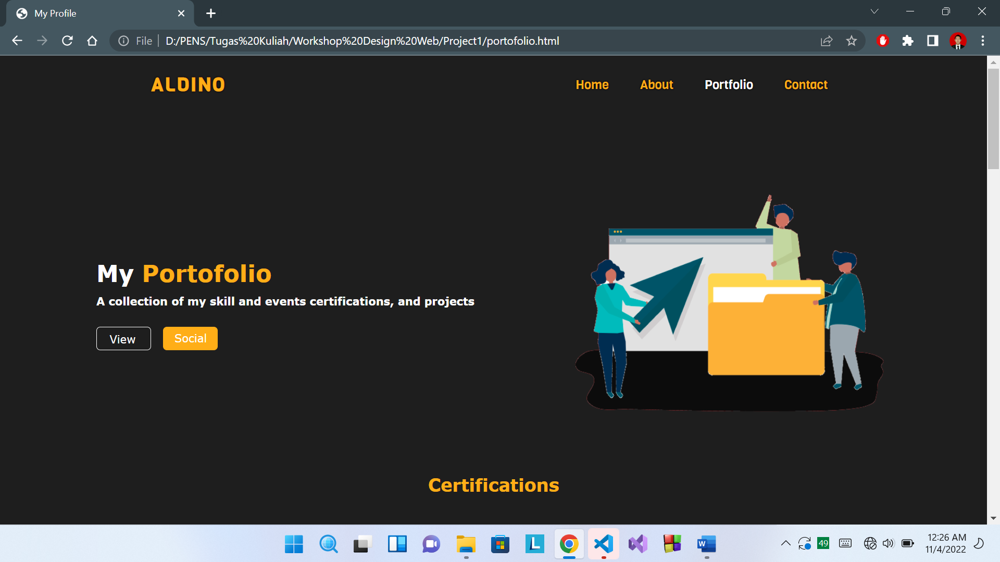 My Profile
File D:/PENS/Tugas%20Kuliah/Workshop%20Design%20Web/Project1/portofolio.html
ALDINO Home About Portfolio Contact
My Portofolio
A collection of my skill and events certifications, and projects
View Social
Certifications
L W 49 12:26 AM
11/4/2022